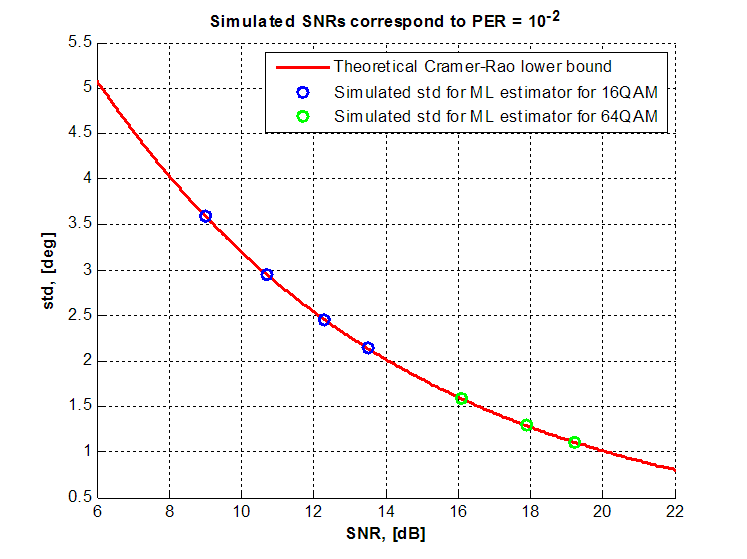 Simulated SNRs correspond to PER = 10^-2
5.5
5
4.5
4
3.5
3
2.5
2
1.5
1
0.5
std, [deg]
Theoretical Cramer-Rao lower bound
Simulated std for ML estimator for 16QAM
Simulated std for ML estimator for 64QAM
6 8 10 12 14 16 18 20 22
SNR, [dB]